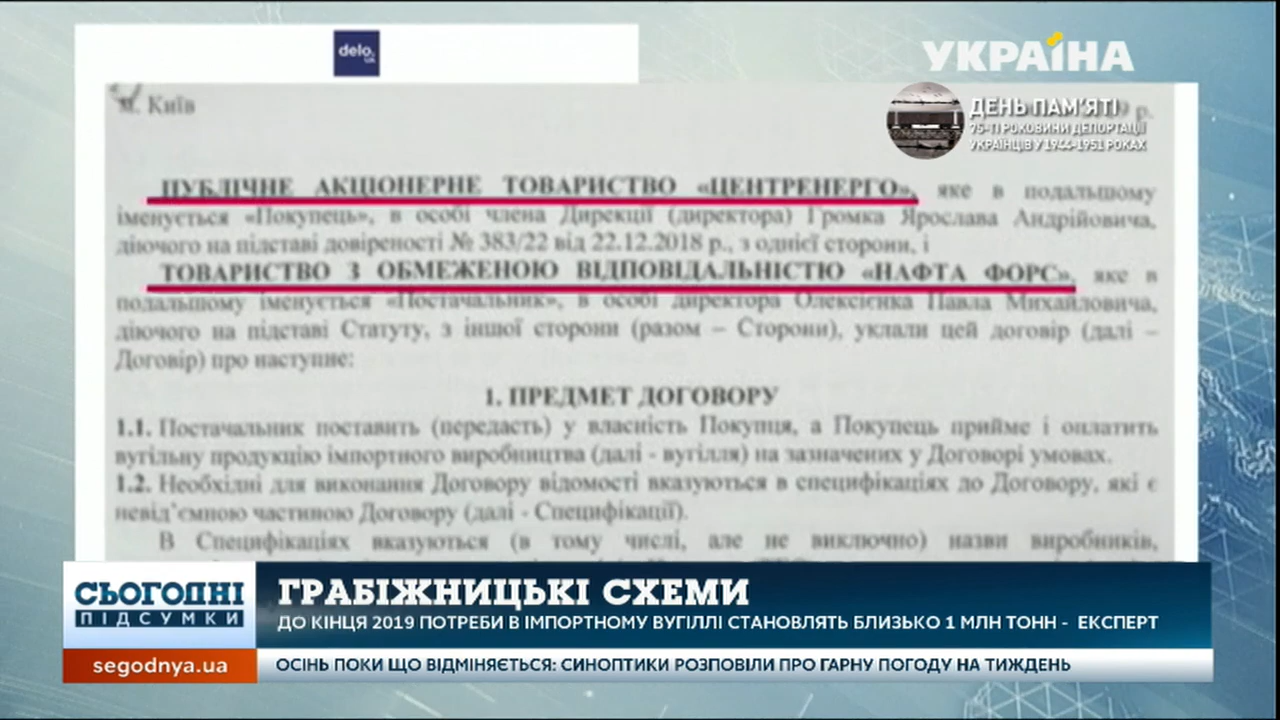 delo.ua
УКРАЇНА
ДЕНЬ ПАМ'ЯТІ
75-ТІ РОКОВИНИ ДЕПОРТАЦІЇ
УКРАЇНЦІВ У 1944-1951 РОКАХ
м. Київ
р.
ПУБЛІЧНЕ АКЦІОНЕРНЕ ТОВАРИСТВО «ЦЕНТРЕНЕРГО», яке в подальшому
іменується «Покупець», в особі члена Дирекції (директора) Громка Ярослава Андрійовича,
діючого на підставі довіреності № 383/22 від 22.12.2018 р., з однієї сторони, і
ТОВАРИСТВО З ОБМЕЖЕНОЮ ВІДПОВІДАЛЬНІСТЮ «НАФТА ФОРС», яке в
подальшому іменується «Постачальник», в особі директора Олексієнка Павла Михайловича,
діючого на підставі Статуту, з іншої сторони (разом – Сторони), уклали цей договір (далі –
Договір) про наступне:
1. ПРЕДМЕТ ДОГОВОРУ
1.1. Постачальник поставить (передасть) у власність Покупця, а Покупець прийме і оплатить
вугільну продукцію імпортного виробництва (далі - вугілля) на зазначених у Договорі умовах.
1.2. Необхідні для виконання Договору відомості вказуються в специфікаціях до Договору, які є
невід’ємною частиною Договору (далі - Специфікації).
В Специфікаціях вказуються (в тому числі, але не виключно) назви виробників,
СЬОГОДНІ
ПІДСУМКИ
ГРАБІЖНИЦЬКІ СХЕМИ
ДО КІНЦЯ 2019 ПОТРЕБИ В ІМПОРТНОМУ ВУГІЛЛІ СТАНОВЛЯТЬ БЛИЗЬКО 1 МЛН ТОНН - ЕКСПЕРТ
segodnya.ua
ОСІНЬ ПОКИ ЩО ВІДМІНЯЄТЬСЯ: СИНОПТИКИ РОЗПОВІЛИ ПРО ГАРНУ ПОГОДУ НА ТИЖДЕНЬ